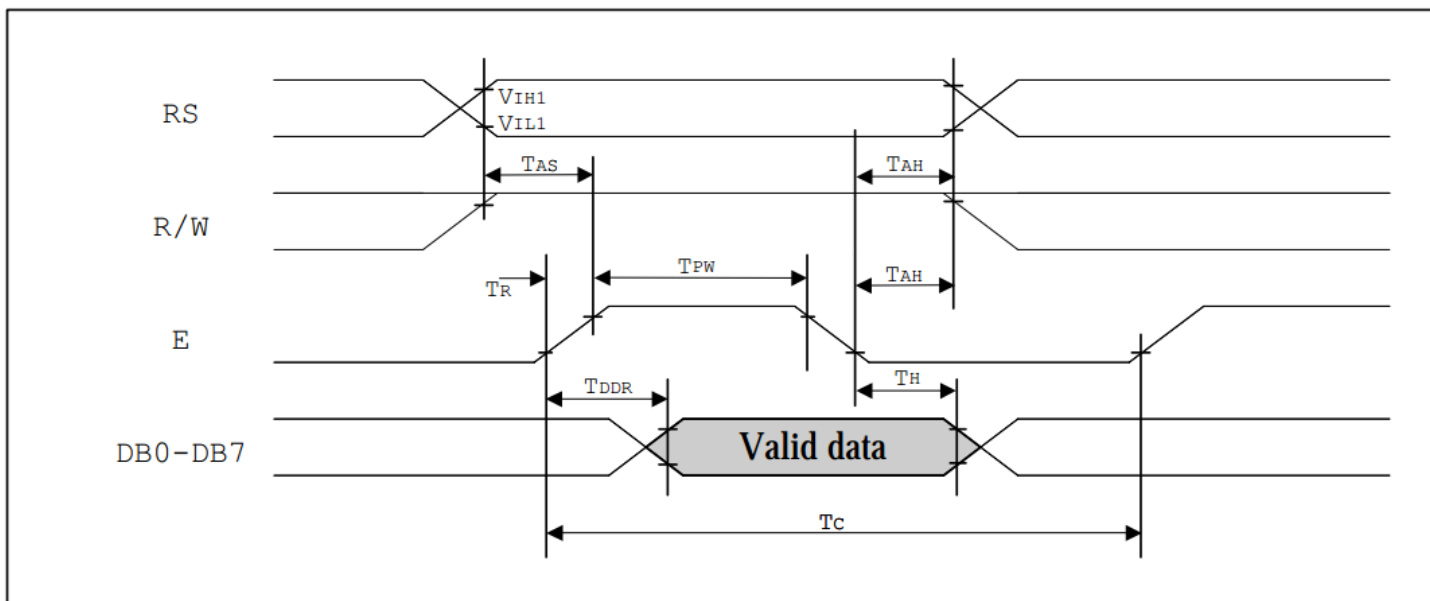 RS
VIH1
VIL1
TAS
TAH
R/W
TPW
TAH
TR
E
TDDR
TH
DB0-DB7
Valid data
TC